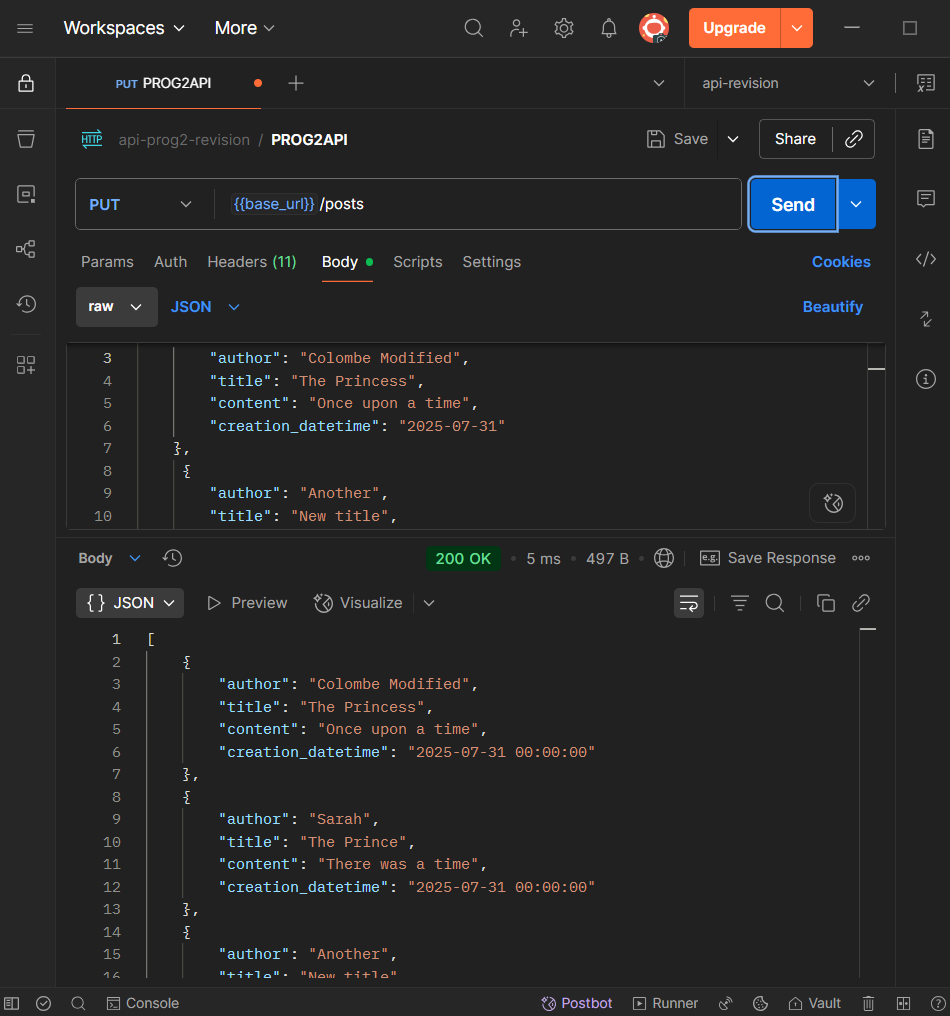 Workspaces More Upgrade
PUT PROG2API api-revision
HTTP api-prog2-revision / PROG2API Save Share
PUT {{base_url}} /posts Send
Params Auth Headers (11) Body Scripts Settings Cookies
raw JSON Beautify
3 "author": "Colombe Modified",
4 "title": "The Princess",
5 "content": "Once upon a time",
6 "creation_datetime": "2025-07-31"
7 },
8 {
9 "author": "Another",
10 "title": "New title",
Body 200 OK 5 ms 497 B e.g. Save Response
{} JSON Preview Visualize
1 [
2 {
3 "author": "Colombe Modified",
4 "title": "The Princess",
5 "content": "Once upon a time",
6 "creation_datetime": "2025-07-31 00:00:00"
7 },
8 {
9 "author": "Sarah",
10 "title": "The Prince",
11 "content": "There was a time",
12 "creation_datetime": "2025-07-31 00:00:00"
13 },
14 {
15 "author": "Another",
16 "title": "New title"
Console Postbot Runner Vault